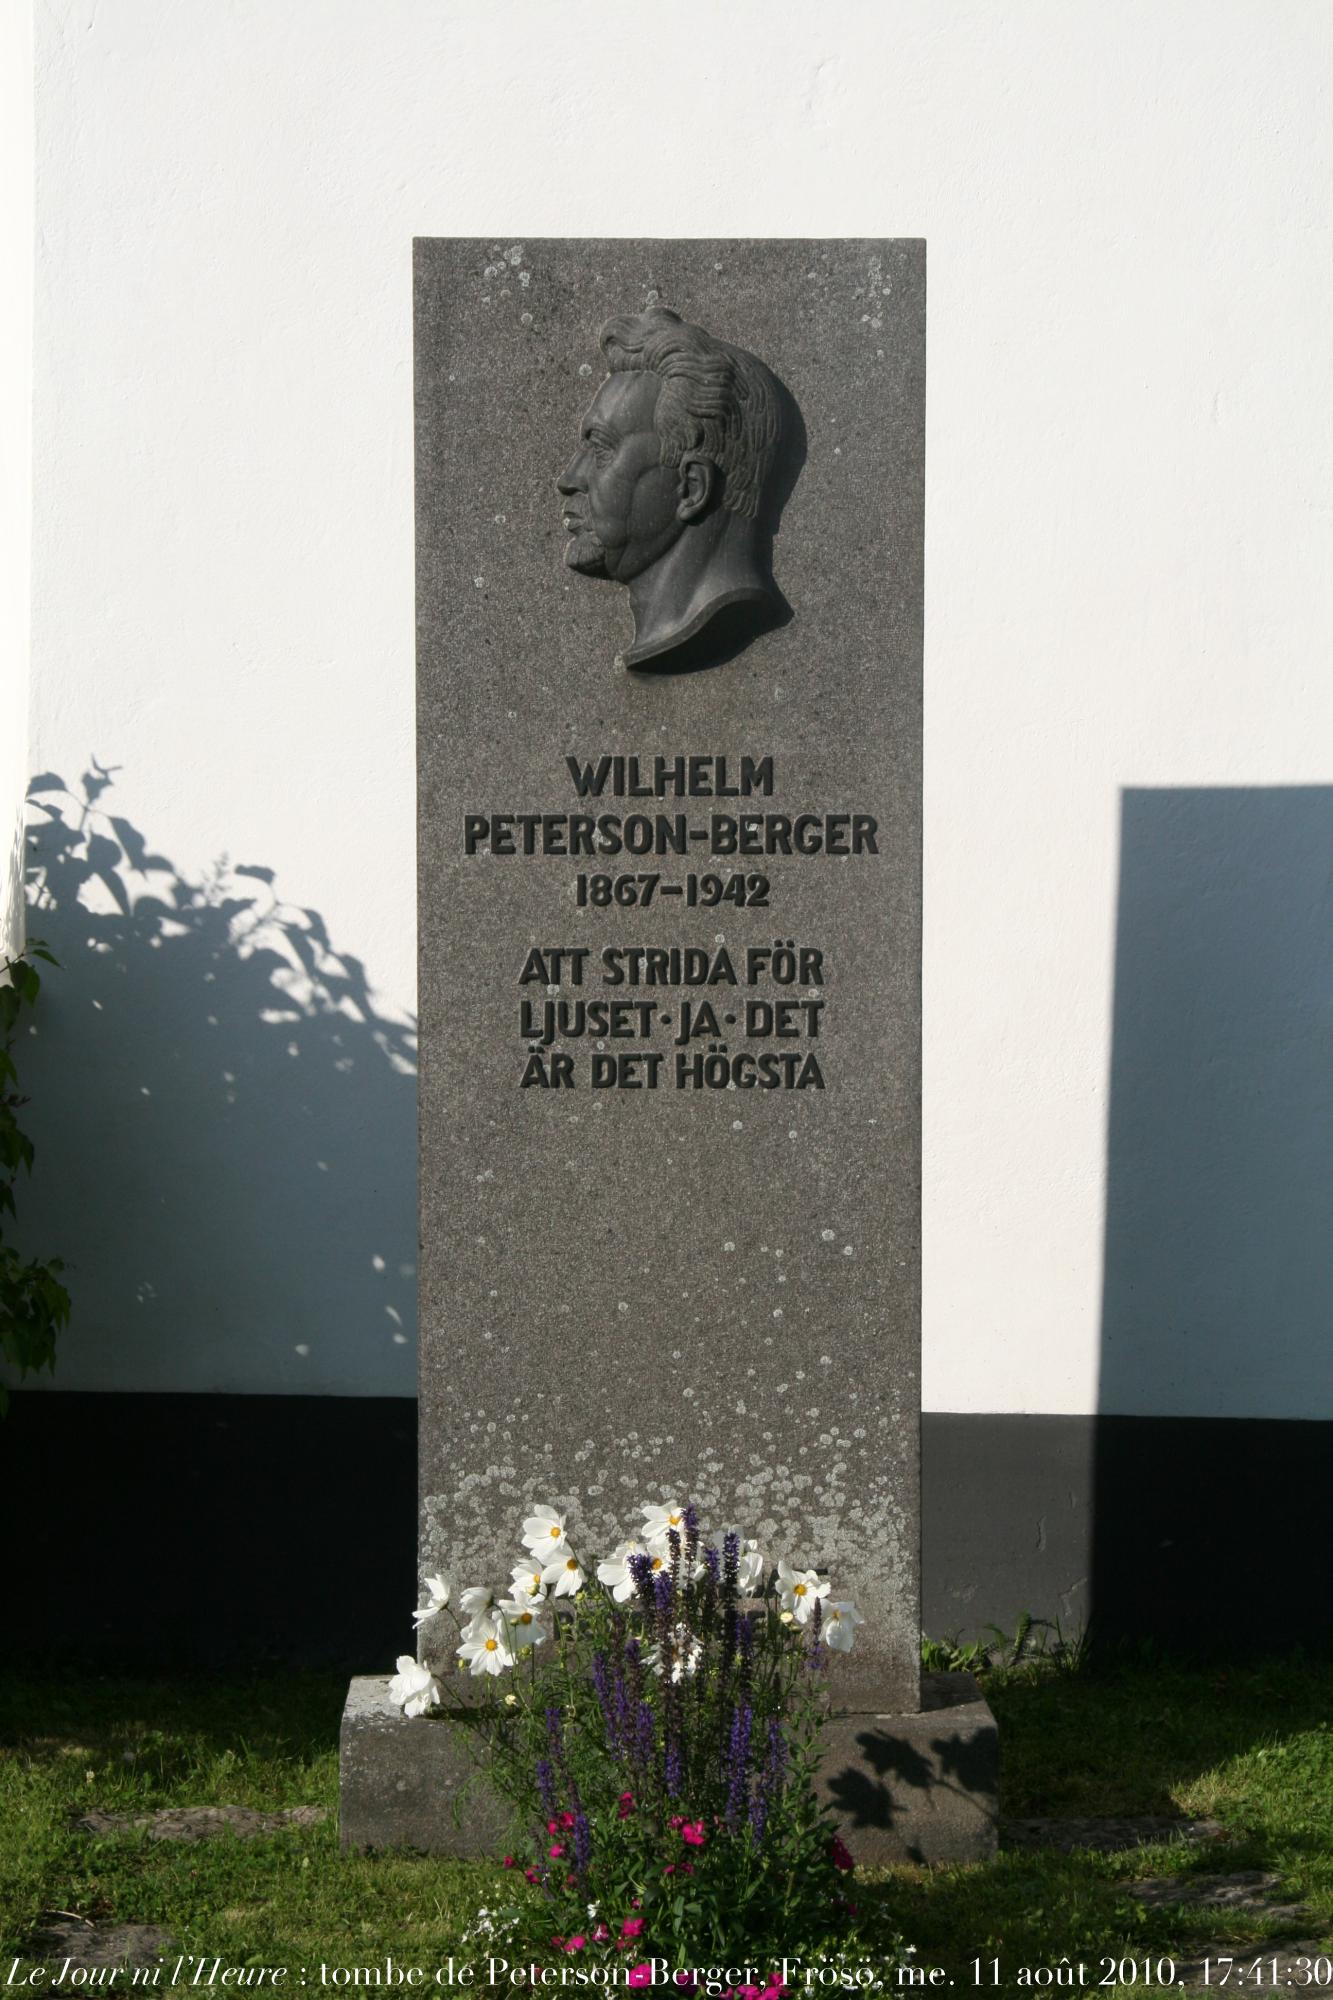 WILHELM
PETERSON-BERGER
1867-1942
ATT STRIDA FÖR
LJUSET · JA · DET
ÄR DET HÖGSTA
Le Jour ni l'Heure : tombe de Peterson-Berger, Frösö, me. 11 août 2010, 17:41:30